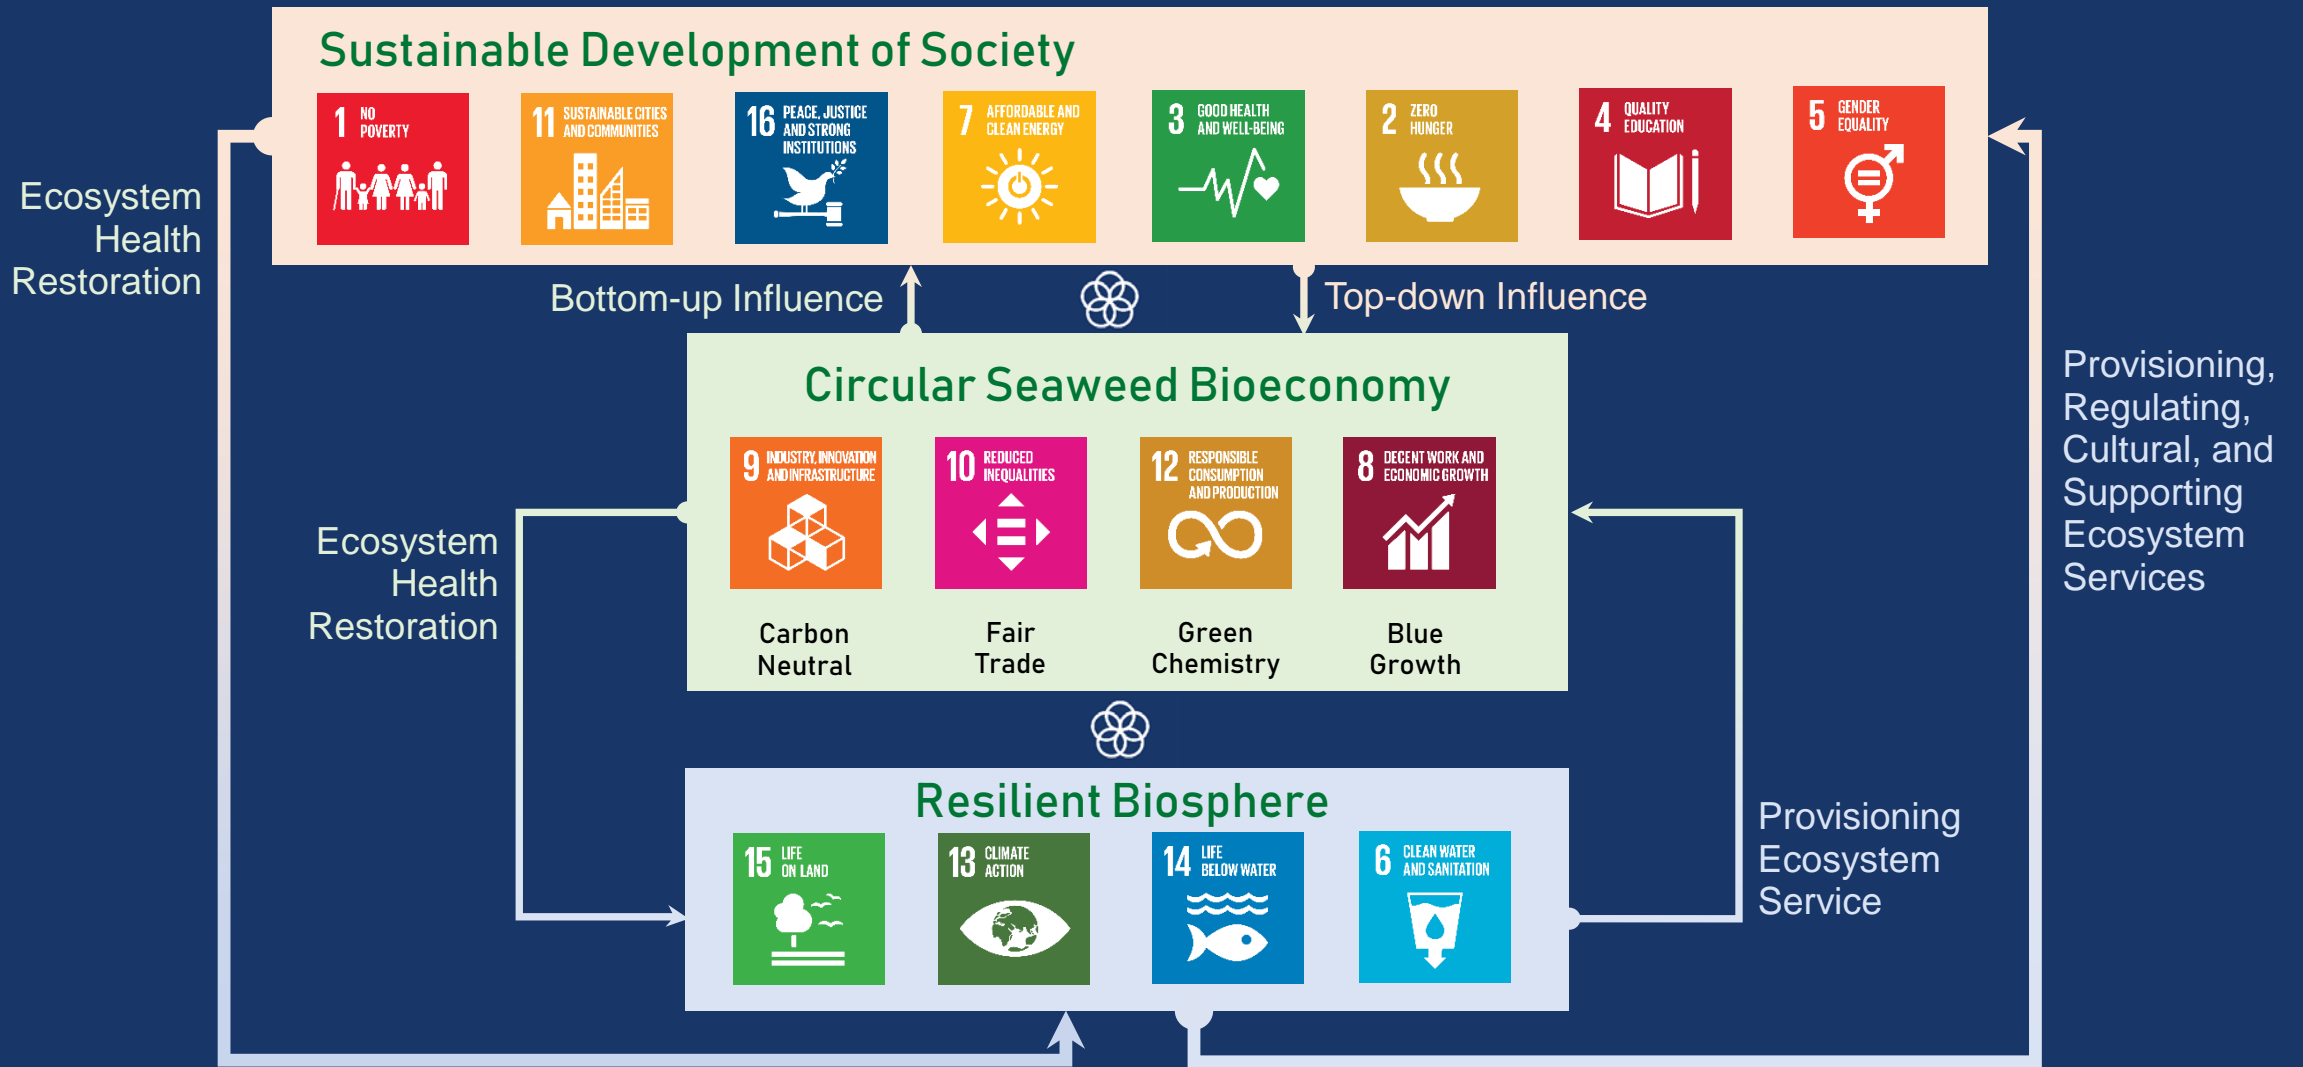 Sustainable Development of Society
1 NO
POVERTY
11 SUSTAINABLE CITIES
AND COMMUNITIES
16 PEACE, JUSTICE
AND STRONG
INSTITUTIONS
7 AFFORDABLE AND
CLEAN ENERGY
3 GOOD HEALTH
AND WELL-BEING
2 ZERO
HUNGER
4 QUALITY
EDUCATION
5 GENDER
EQUALITY
Ecosystem
Health
Restoration
Bottom-up Influence
Top-down Influence
Circular Seaweed Bioeconomy
9 INDUSTRY, INNOVATION
AND INFRASTRUCTURE
10 REDUCED
INEQUALITIES
12 RESPONSIBLE
CONSUMPTION
AND PRODUCTION
8 DECENT WORK AND
ECONOMIC GROWTH
Carbon
Neutral
Fair
Trade
Green
Chemistry
Blue
Growth
Ecosystem
Health
Restoration
Provisioning,
Regulating,
Cultural, and
Supporting
Ecosystem
Services
Resilient Biosphere
15 LIFE
ON LAND
13 CLIMATE
ACTION
14 LIFE
BELOW WATER
6 CLEAN WATER
AND SANITATION
Provisioning
Ecosystem
Service